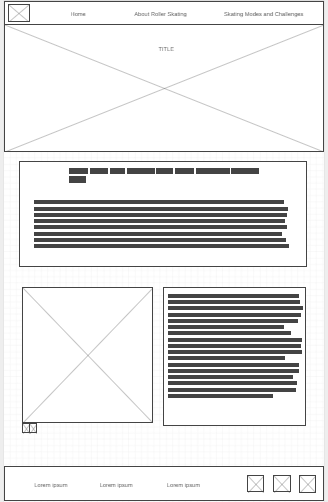 Home
About Roller Skating
Skating Modes and Challenges
TITLE
Lorem ipsum
Lorem ipsum
Lorem ipsum